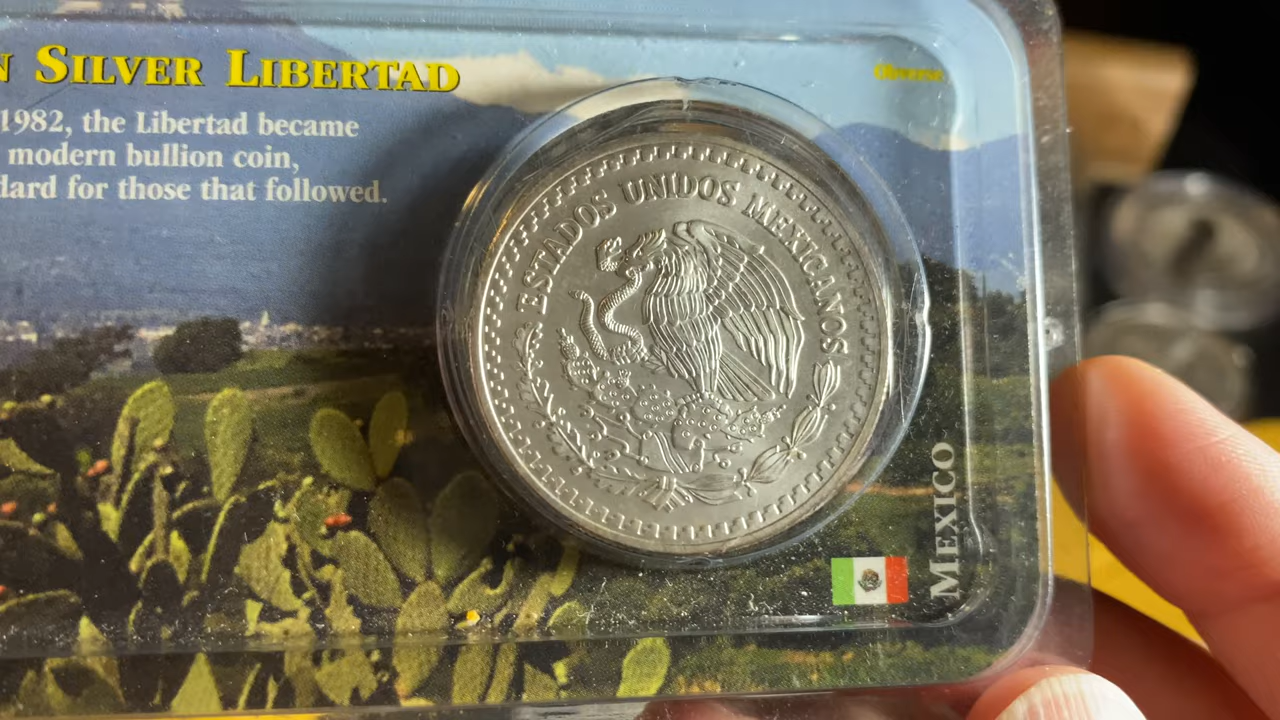 N SILVER LIBERTAD
1982, the Libertad became
modern bullion coin,
dard for those that followed.
Obverse
ESTADOS UNIDOS MEXICANOS
MEXICO